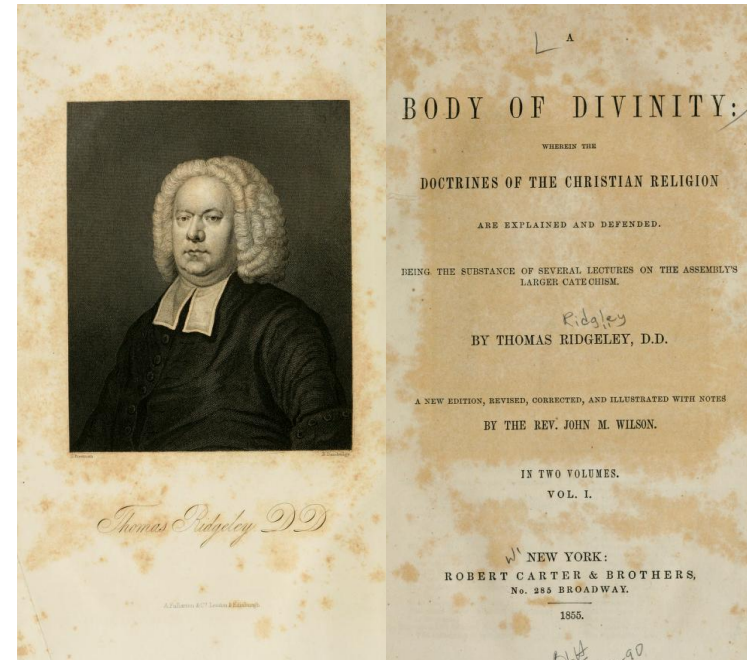 Thomas Ridgeley D D
A
BODY OF DIVINITY:
WHEREIN THE
DOCTRINES OF THE CHRISTIAN RELIGION
ARE EXPLAINED AND DEFENDED.
BEING THE SUBSTANCE OF SEVERAL LECTURES ON THE ASSEMBLY'S
LARGER CATECHISM.
Ridgley
BY THOMAS RIDGELEY, D.D.
A NEW EDITION, REVISED, CORRECTED, AND ILLUSTRATED WITH NOTES
BY THE REV. JOHN M. WILSON.
IN TWO VOLUMES.
VOL. I.
NEW YORK:
ROBERT CARTER & BROTHERS,
No. 285 BROADWAY.
1855.